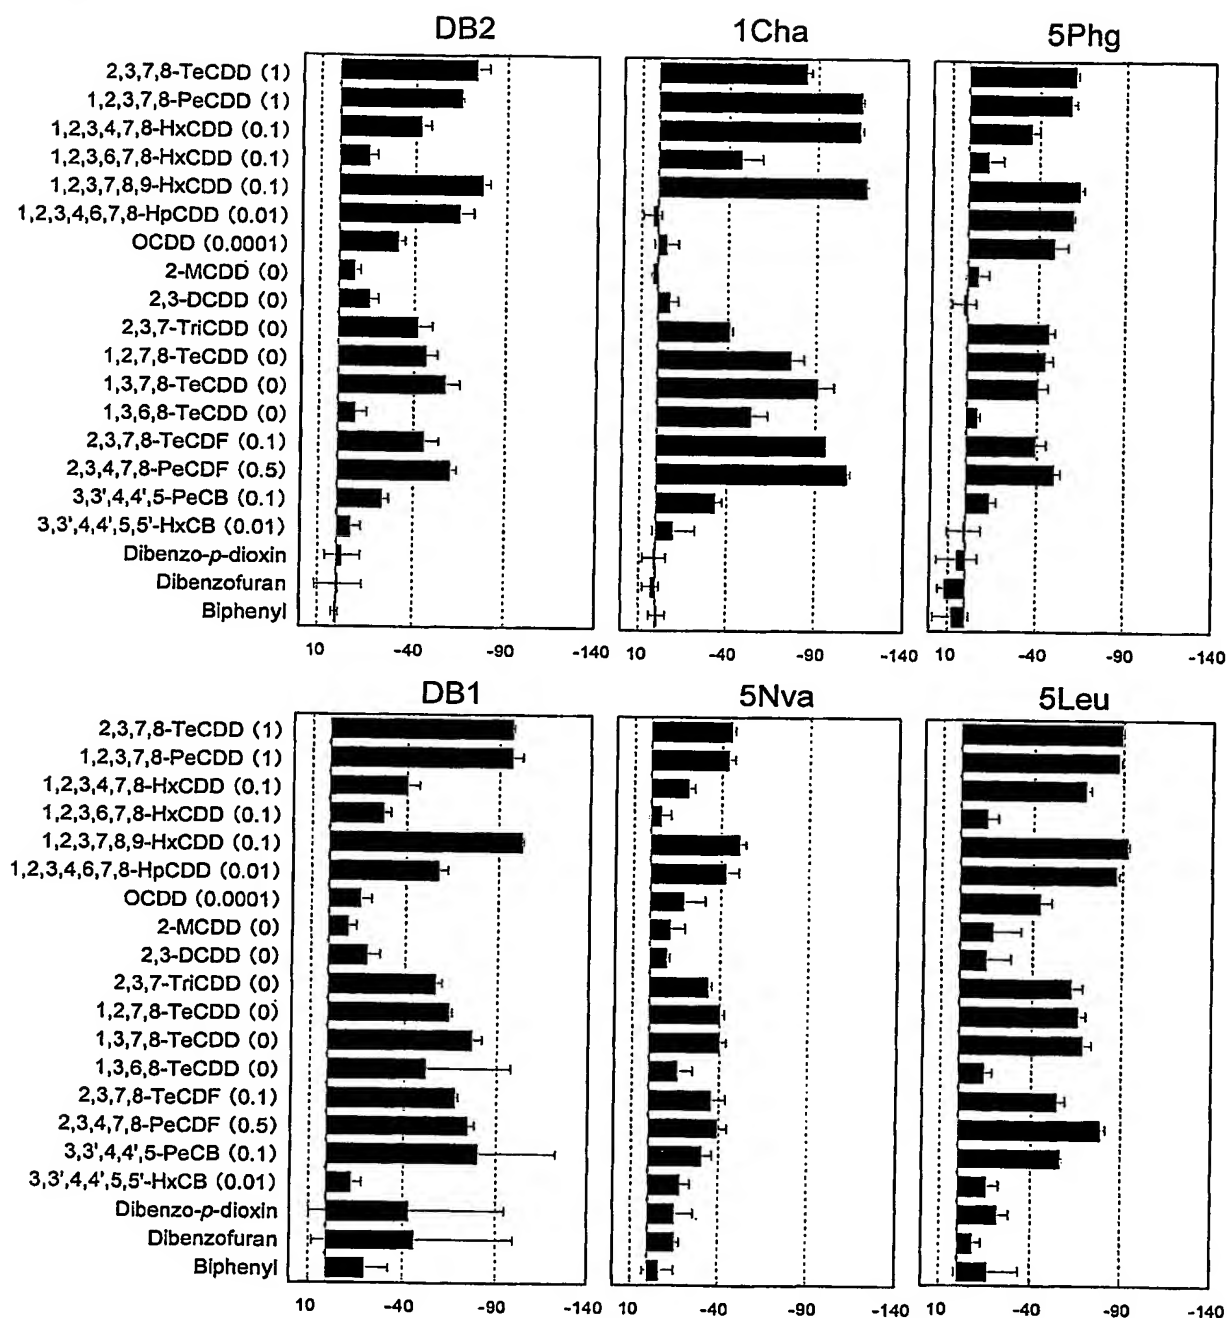 DB2 1Cha 5Phg
2,3,7,8-TeCDD (1)
1,2,3,7,8-PeCDD (1)
1,2,3,4,7,8-HxCDD (0.1)
1,2,3,6,7,8-HxCDD (0.1)
1,2,3,7,8,9-HxCDD (0.1)
1,2,3,4,6,7,8-HpCDD (0.01)
OCDD (0.0001)
2-MCDD (0)
2,3-DCDD (0)
2,3,7-TriCDD (0)
1,2,7,8-TeCDD (0)
1,3,7,8-TeCDD (0)
1,3,6,8-TeCDD (0)
2,3,7,8-TeCDF (0.1)
2,3,4,7,8-PeCDF (0.5)
3,3',4,4',5-PeCB (0.1)
3,3',4,4',5,5'-HxCB (0.01)
Dibenzo-p-dioxin
Dibenzofuran
Biphenyl
10 -40 -90 -140 10 -40 -90 -140 10 -40 -90 -140
DB1 5Nva 5Leu
2,3,7,8-TeCDD (1)
1,2,3,7,8-PeCDD (1)
1,2,3,4,7,8-HxCDD (0.1)
1,2,3,6,7,8-HxCDD (0.1)
1,2,3,7,8,9-HxCDD (0.1)
1,2,3,4,6,7,8-HpCDD (0.01)
OCDD (0.0001)
2-MCDD (0)
2,3-DCDD (0)
2,3,7-TriCDD (0)
1,2,7,8-TeCDD (0)
1,3,7,8-TeCDD (0)
1,3,6,8-TeCDD (0)
2,3,7,8-TeCDF (0.1)
2,3,4,7,8-PeCDF (0.5)
3,3',4,4',5-PeCB (0.1)
3,3',4,4',5,5'-HxCB (0.01)
Dibenzo-p-dioxin
Dibenzofuran
Biphenyl
10 -40 -90 -140 10 -40 -90 -140 10 -40 -90 -140